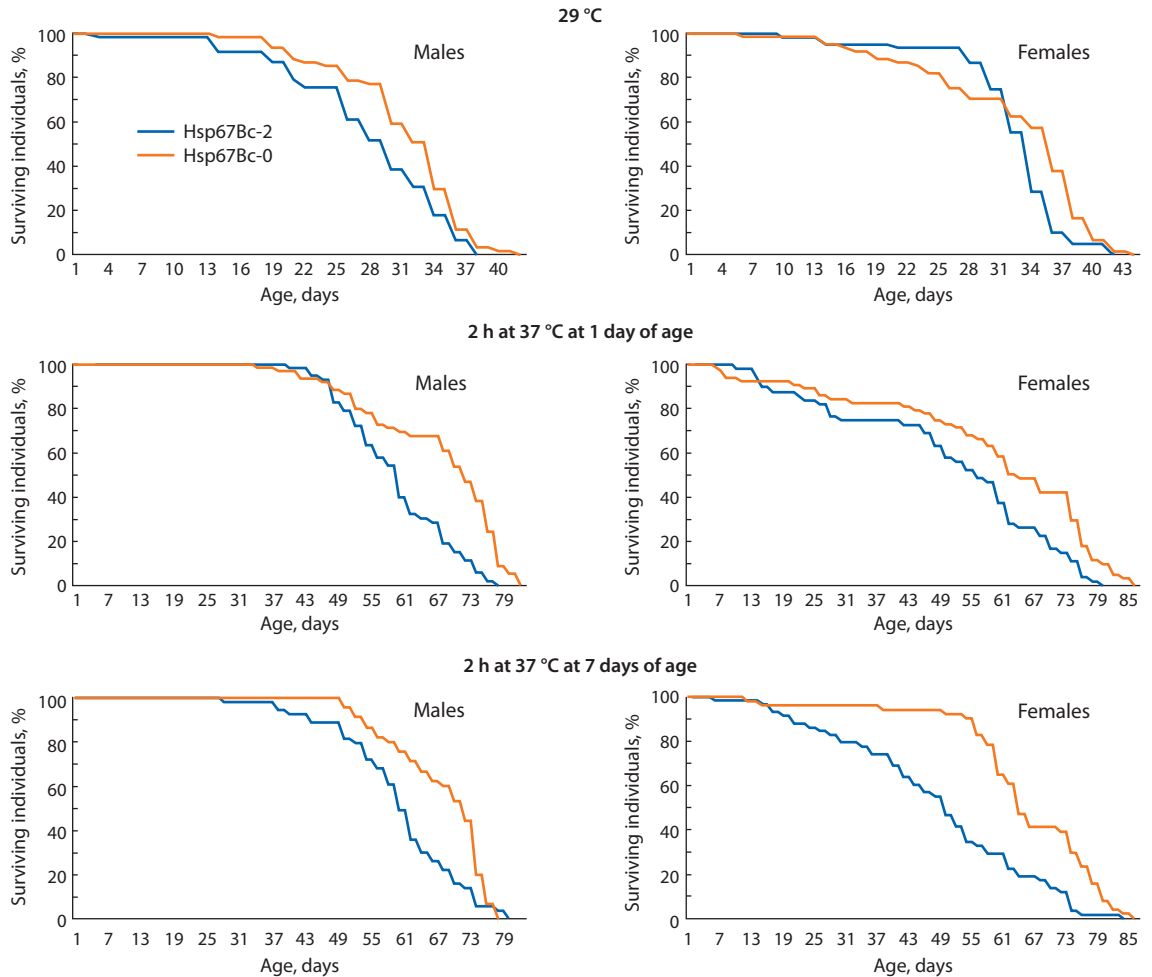 29 °C
Males
Surviving individuals, %
100
80
60
40
20
0
Hsp67Bc-2
Hsp67Bc-0
1 4 7 10 13 16 19 22 25 28 31 34 37 40
Age, days
Females
Surviving individuals, %
100
80
60
40
20
0
1 4 7 10 13 16 19 22 25 28 31 34 37 40 43
Age, days
2 h at 37 °C at 1 day of age
Males
Surviving individuals, %
100
80
60
40
20
0
1 7 13 19 25 31 37 43 49 55 61 67 73 79
Age, days
Females
Surviving individuals, %
100
80
60
40
20
0
1 7 13 19 25 31 37 43 49 55 61 67 73 79 85
Age, days
2 h at 37 °C at 7 days of age
Males
Surviving individuals, %
100
80
60
40
20
0
1 7 13 19 25 31 37 43 49 55 61 67 73 79
Age, days
Females
Surviving individuals, %
100
80
60
40
20
0
1 7 13 19 25 31 37 43 49 55 61 67 73 79 85
Age, days